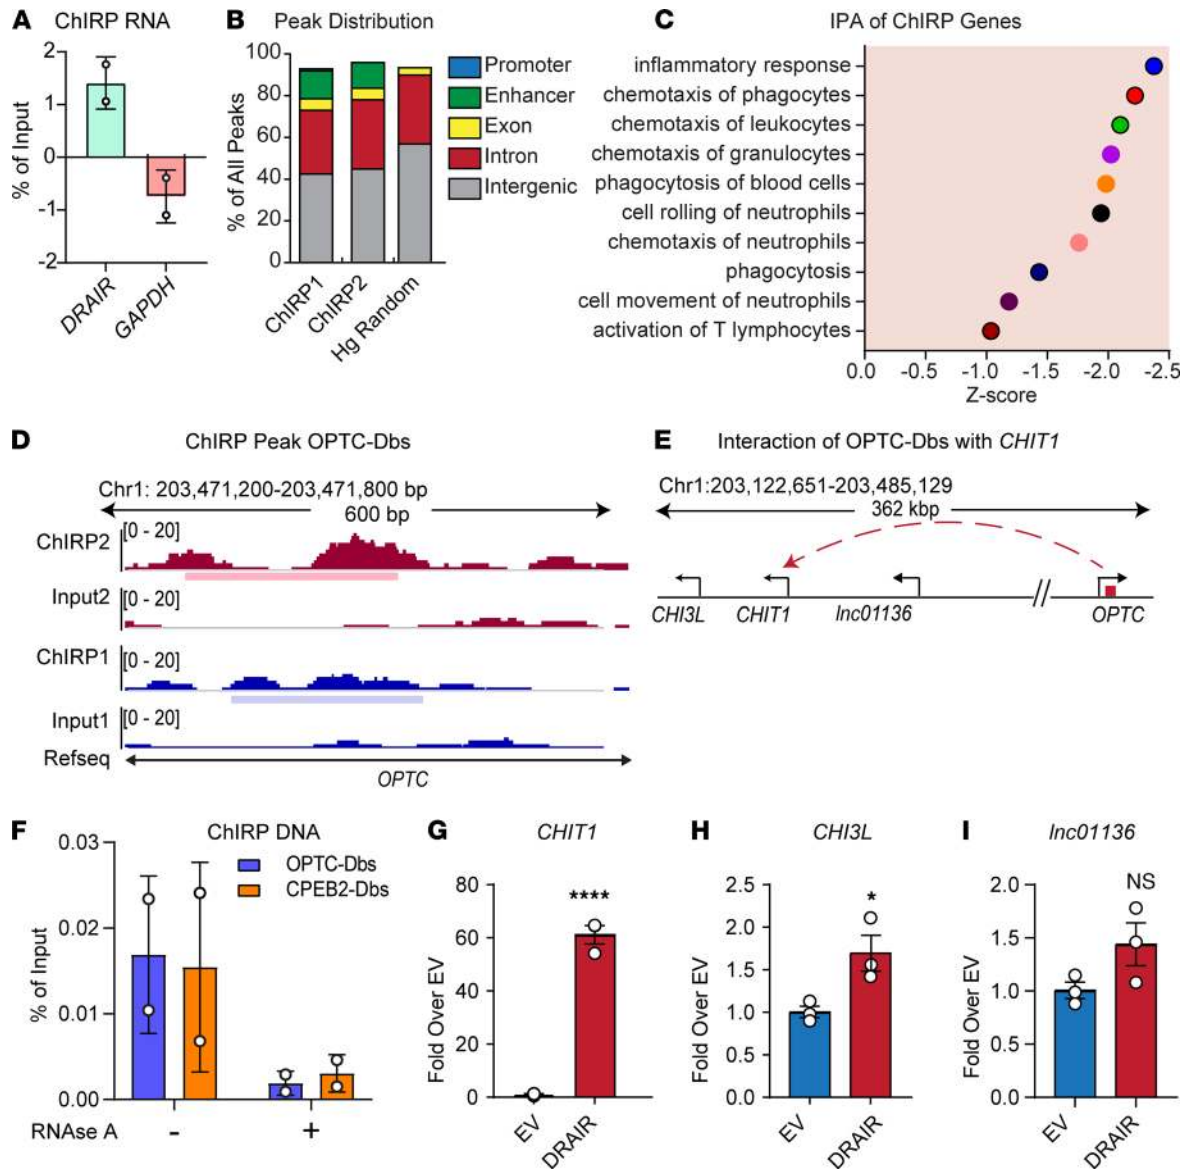 A ChIRP RNA
% of Input
2
1
0
-1
-2
DRAIR
GAPDH
B Peak Distribution
% of All Peaks
100
80
60
40
20
0
ChIRP1
ChIRP2
Hg Random
Promoter
Enhancer
Exon
Intron
Intergenic
C IPA of ChIRP Genes
inflammatory response
chemotaxis of phagocytes
chemotaxis of leukocytes
chemotaxis of granulocytes
phagocytosis of blood cells
cell rolling of neutrophils
chemotaxis of neutrophils
phagocytosis
cell movement of neutrophils
activation of T lymphocytes
0.0 -0.5 -1.0 -1.5 -2.0 -2.5
Z-score
D ChIRP Peak OPTC-Dbs
Chr1: 203,471,200-203,471,800 bp
600 bp
ChIRP2 [0 - 20]
Input2 [0 - 20]
ChIRP1 [0 - 20]
Input1 [0 - 20]
Refseq
OPTC
E Interaction of OPTC-Dbs with CHIT1
Chr1:203,122,651-203,485,129
362 kbp
CHI3L CHIT1 lnc01136 // OPTC
F ChIRP DNA
% of Input
0.03
0.02
0.01
0.00
OPTC-Dbs
CPEB2-Dbs
RNAse A - +
G CHIT1
Fold Over EV
80
60
40
20
0
****
EV
DRAIR
H CHI3L
Fold Over EV
2.5
2.0
1.5
1.0
0.5
0.0
*
EV
DRAIR
I lnc01136
Fold Over EV
2.0
1.5
1.0
0.5
0.0
NS
EV
DRAIR